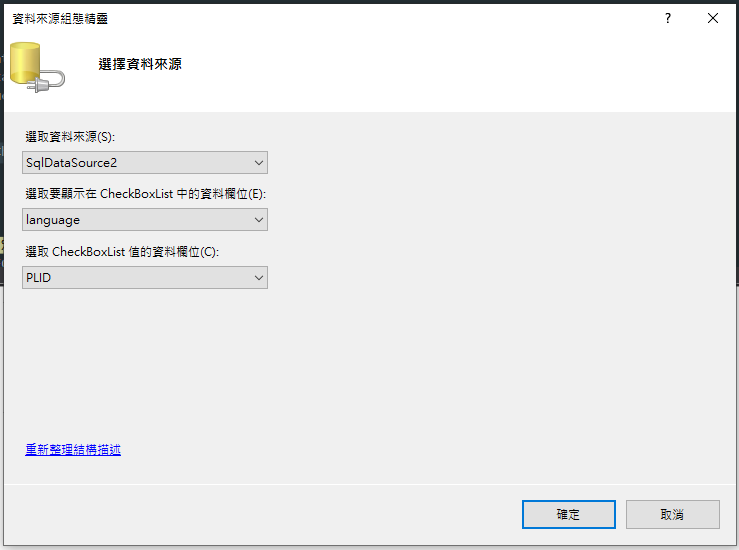 資料來源組態精靈
?
選擇資料來源
選取資料來源(S):
SqlDataSource2
選取要顯示在 CheckBoxList 中的資料欄位(E):
language
選取 CheckBoxList 值的資料欄位(C):
PLID
重新整理結構描述
確定
取消